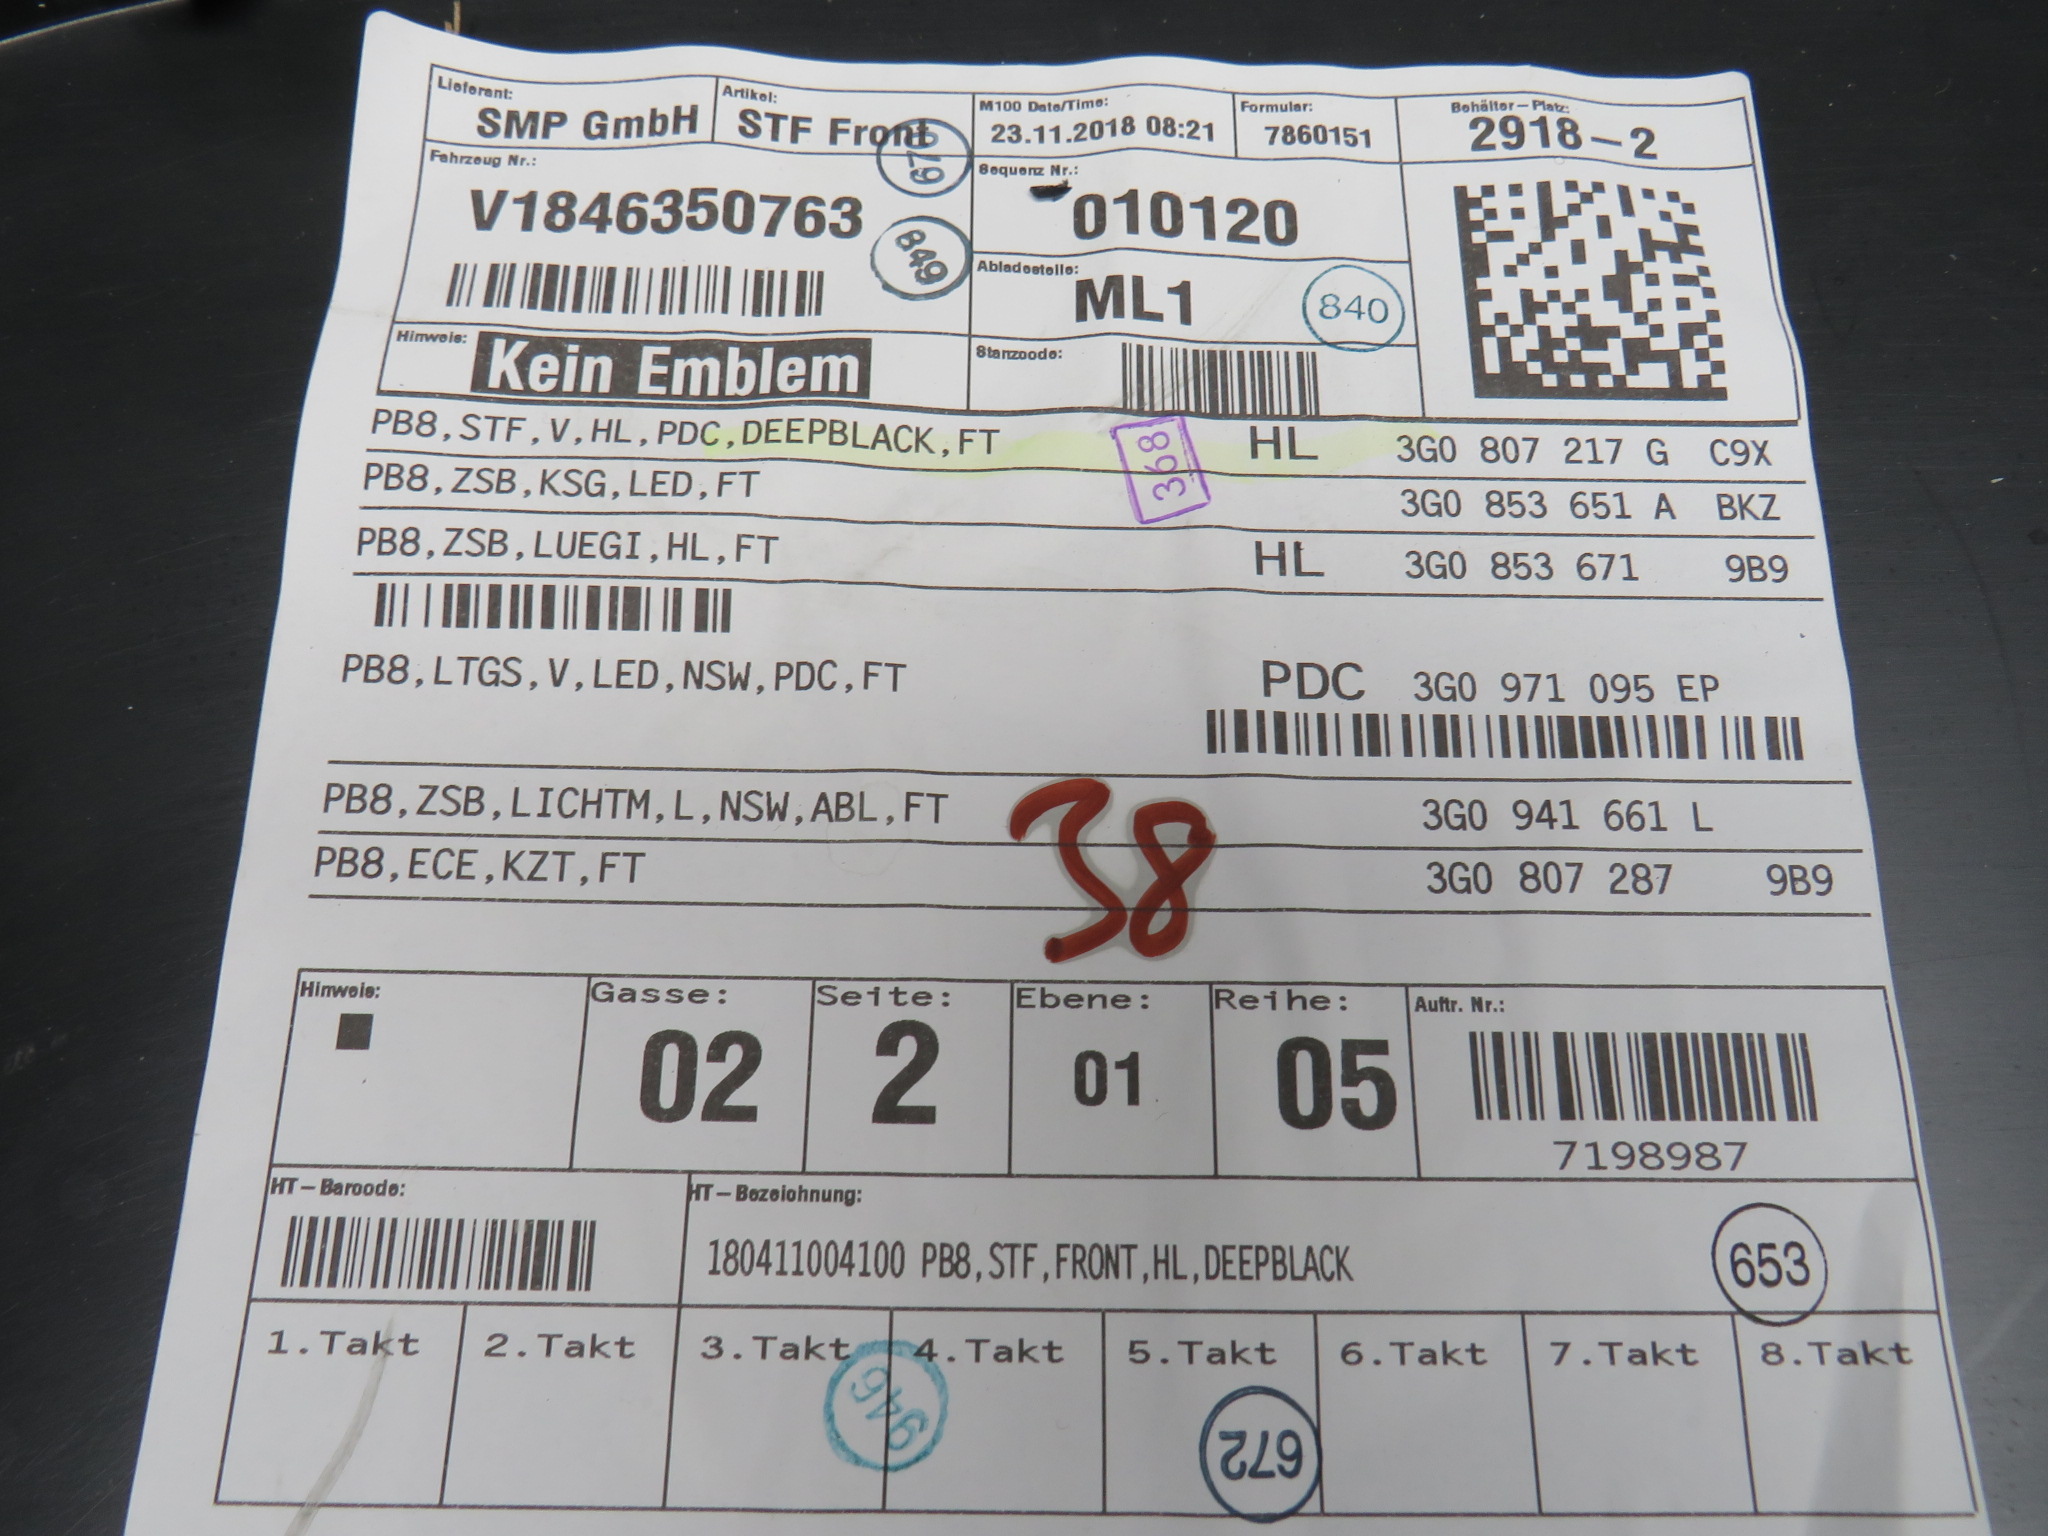 Lieferant: Artikel: M100 Date/Time: Formular: Behälter-Platz:
SMP GmbH STF Front 23.11.2018 08:21 7860151 2918-2
Fahrzeug Nr.: Sequenz Nr.:
V1846350763 010120
679
849
Abladestelle:
ML1 840
Hinweis: Kein Emblem Stanzcode:
PB8,STF,V,HL,PDC,DEEPBLACK,FT HL 3G0 807 217 G C9X
368
PB8,ZSB,KSG,LED,FT 3G0 853 651 A BKZ
PB8,ZSB,LUEGI,HL,FT HL 3G0 853 671 9B9
PB8,LTGS,V,LED,NSW,PDC,FT PDC 3G0 971 095 EP
PB8,ZSB,LICHTM,L,NSW,ABL,FT 3G0 941 661 L
38
PB8,ECE,KZT,FT 3G0 807 287 9B9
Hinweis: Gasse: Seite: Ebene: Reihe: Auftr. Nr.:
02 2 01 05
7198987
HT-Barcode: HT-Bezeichnung:
180411004100 PB8,STF,FRONT,HL,DEEPBLACK 653
1.Takt 2.Takt 3.Takt 4.Takt 5.Takt 6.Takt 7.Takt 8.Takt
945 672